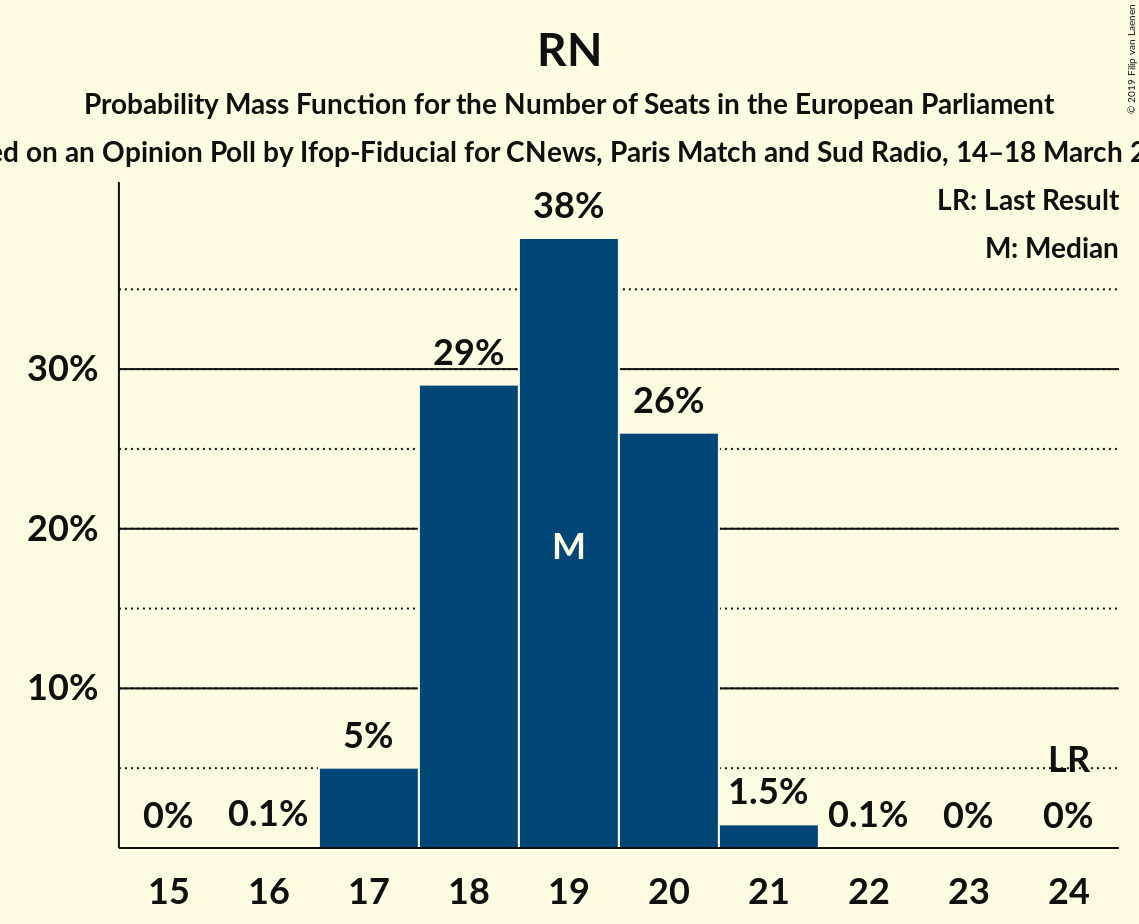 RN
Probability Mass Function for the Number of Seats in the European Parliament
ed on an Opinion Poll by Ifop-Fiducial for CNews, Paris Match and Sud Radio, 14–18 March 2
© 2019 Filip van Laenen
LR: Last Result
M: Median
38%
29%
30%
26%
20%
M
10%
5%
LR
1.5%
0%
0.1%
0.1%
0%
0%
15 16 17 18 19 20 21 22 23 24